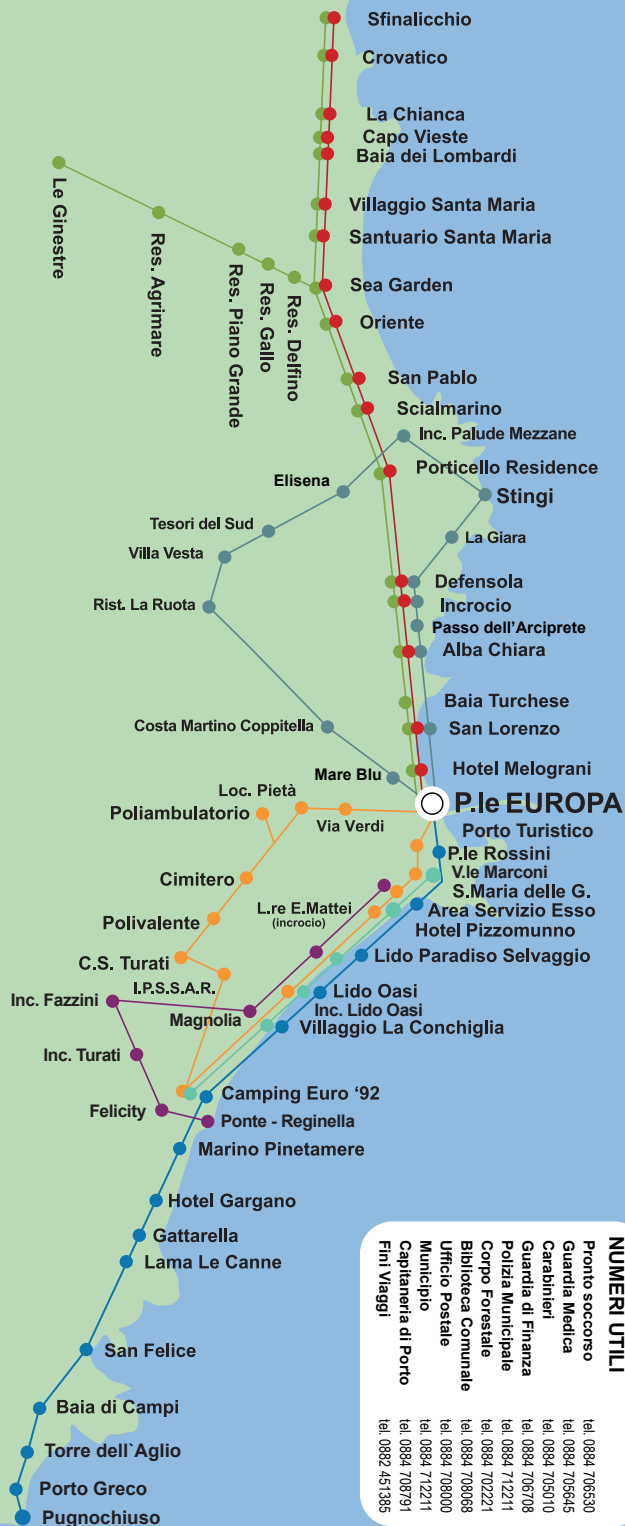 Sfinalicchio
Crovatico
La Chianca
Capo Vieste
Baia dei Lombardi
Villaggio Santa Maria
Santuario Santa Maria
Sea Garden
Oriente
Le Ginestre
Res. Agrimare
Res. Piano Grande
Res. Gallo
Res. Delfino
San Pablo
Scialmarino
Inc. Palude Mezzane
Porticello Residence
Elisena
Stingi
Tesori del Sud
La Giara
Villa Vesta
Defensola
Rist. La Ruota
Incrocio
Passo dell'Arciprete
Alba Chiara
Baia Turchese
Costa Martino Coppitella
San Lorenzo
Mare Blu
Hotel Melograni
P.le EUROPA
Loc. Pietà
Poliambulatorio
Via Verdi
Porto Turistico
P.le Rossini
V.le Marconi
Cimitero
S.Maria delle G.
L.re E.Mattei
(incrocio)
Area Servizio Esso
Polivalente
Hotel Pizzomunno
Lido Paradiso Selvaggio
C.S. Turati
I.P.S.S.A.R.
Lido Oasi
Inc. Fazzini
Inc. Lido Oasi
Magnolia
Villaggio La Conchiglia
Inc. Turati
Camping Euro ‘92
Felicity
Ponte - Reginella
Marino Pinetamere
Hotel Gargano
Gattarella
Lama Le Canne
San Felice
Baia di Campi
Torre dell`Aglio
Porto Greco
Pugnochiuso
NUMERI UTILI
Pronto soccorso tel. 0884 706530
Guardia Medica tel. 0884 705645
Carabinieri tel. 0884 705010
Guardia di Finanza tel. 0884 706708
Polizia Municipale tel. 0884 712211
Corpo Forestale tel. 0884 702221
Biblioteca Comunale tel. 0884 708068
Ufficio Postale tel. 0884 708000
Municipio tel. 0884 712211
Capitaneria di Porto tel. 0884 708791
Fini Viaggi tel. 0882 451385